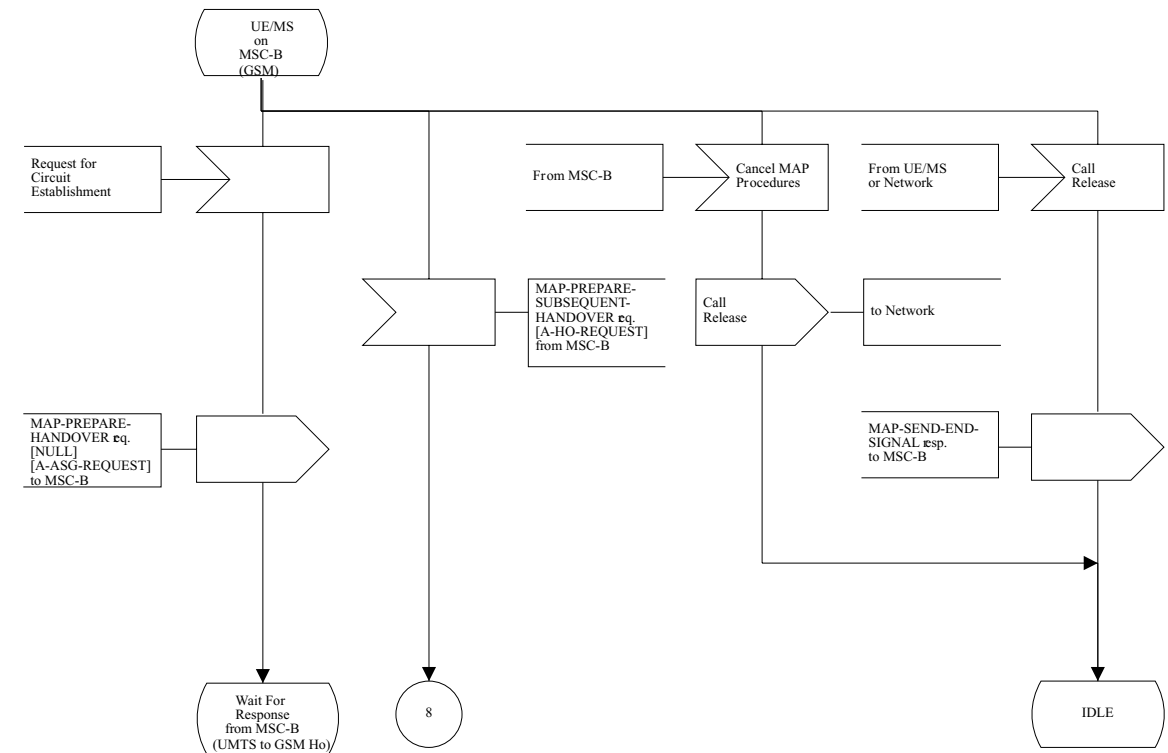 UE/MS
on
MSC-B
(GSM)
Request for
Circuit
Establishment
From MSC-B
Cancel MAP
Procedures
From UE/MS
or Network
Call
Release
MAP-PREPARE-
SUBSEQUENT-
HANDOVER req.
[A-HO-REQUEST]
from MSC-B
Call
Release
to Network
MAP-PREPARE-
HANDOVER req.
[NULL]
[A-ASG-REQUEST]
to MSC-B
MAP-SEND-END-
SIGNAL resp.
to MSC-B
Wait For
Response
from MSC-B
(UMTS to GSM Ho)
8
IDLE